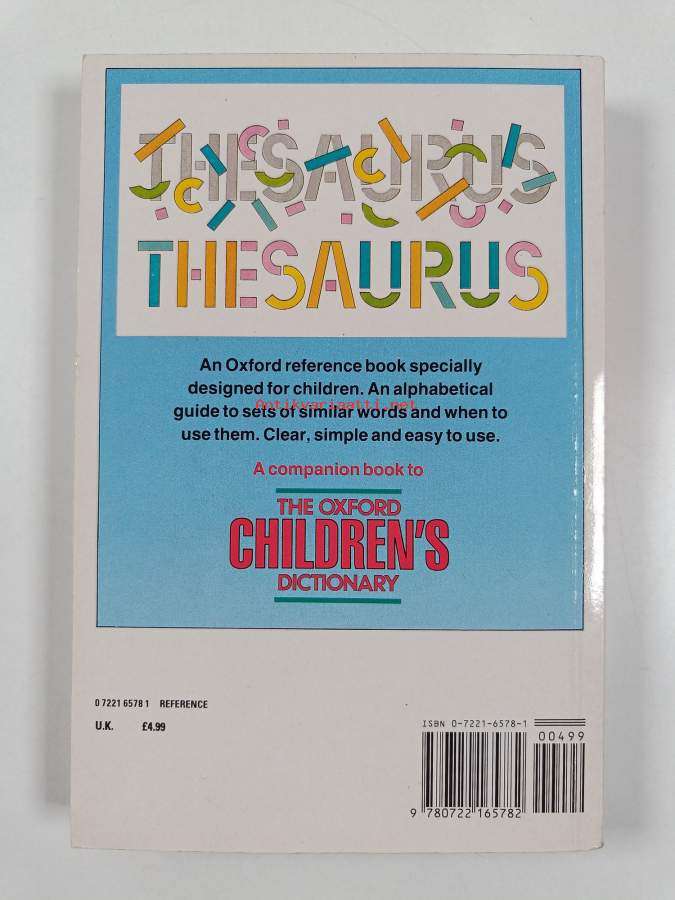 THESAURUS
THESAURUS
An Oxford reference book specially
designed for children. An alphabetical
guide to sets of similar words and when to
Antikvariaatti.net
use them. Clear, simple and easy to use.
A companion book to
THE OXFORD
CHILDREN'S
DICTIONARY
0 7221 6578 1 REFERENCE
U.K. £4.99
ISBN 0-7221-6578-1
00499
9 780722 165782